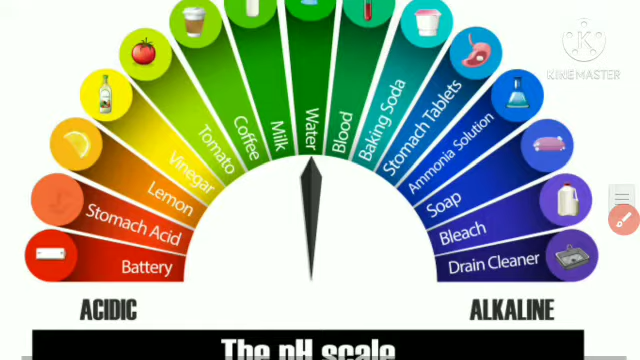 KINEMASTER
Battery
Stomach Acid
Lemon
Vinegar
Tomato
Coffee
Milk
Water
Blood
Baking Soda
Stomach Tablets
Ammonia Solution
Soap
Bleach
Drain Cleaner
ACIDIC
ALKALINE
The pH scale